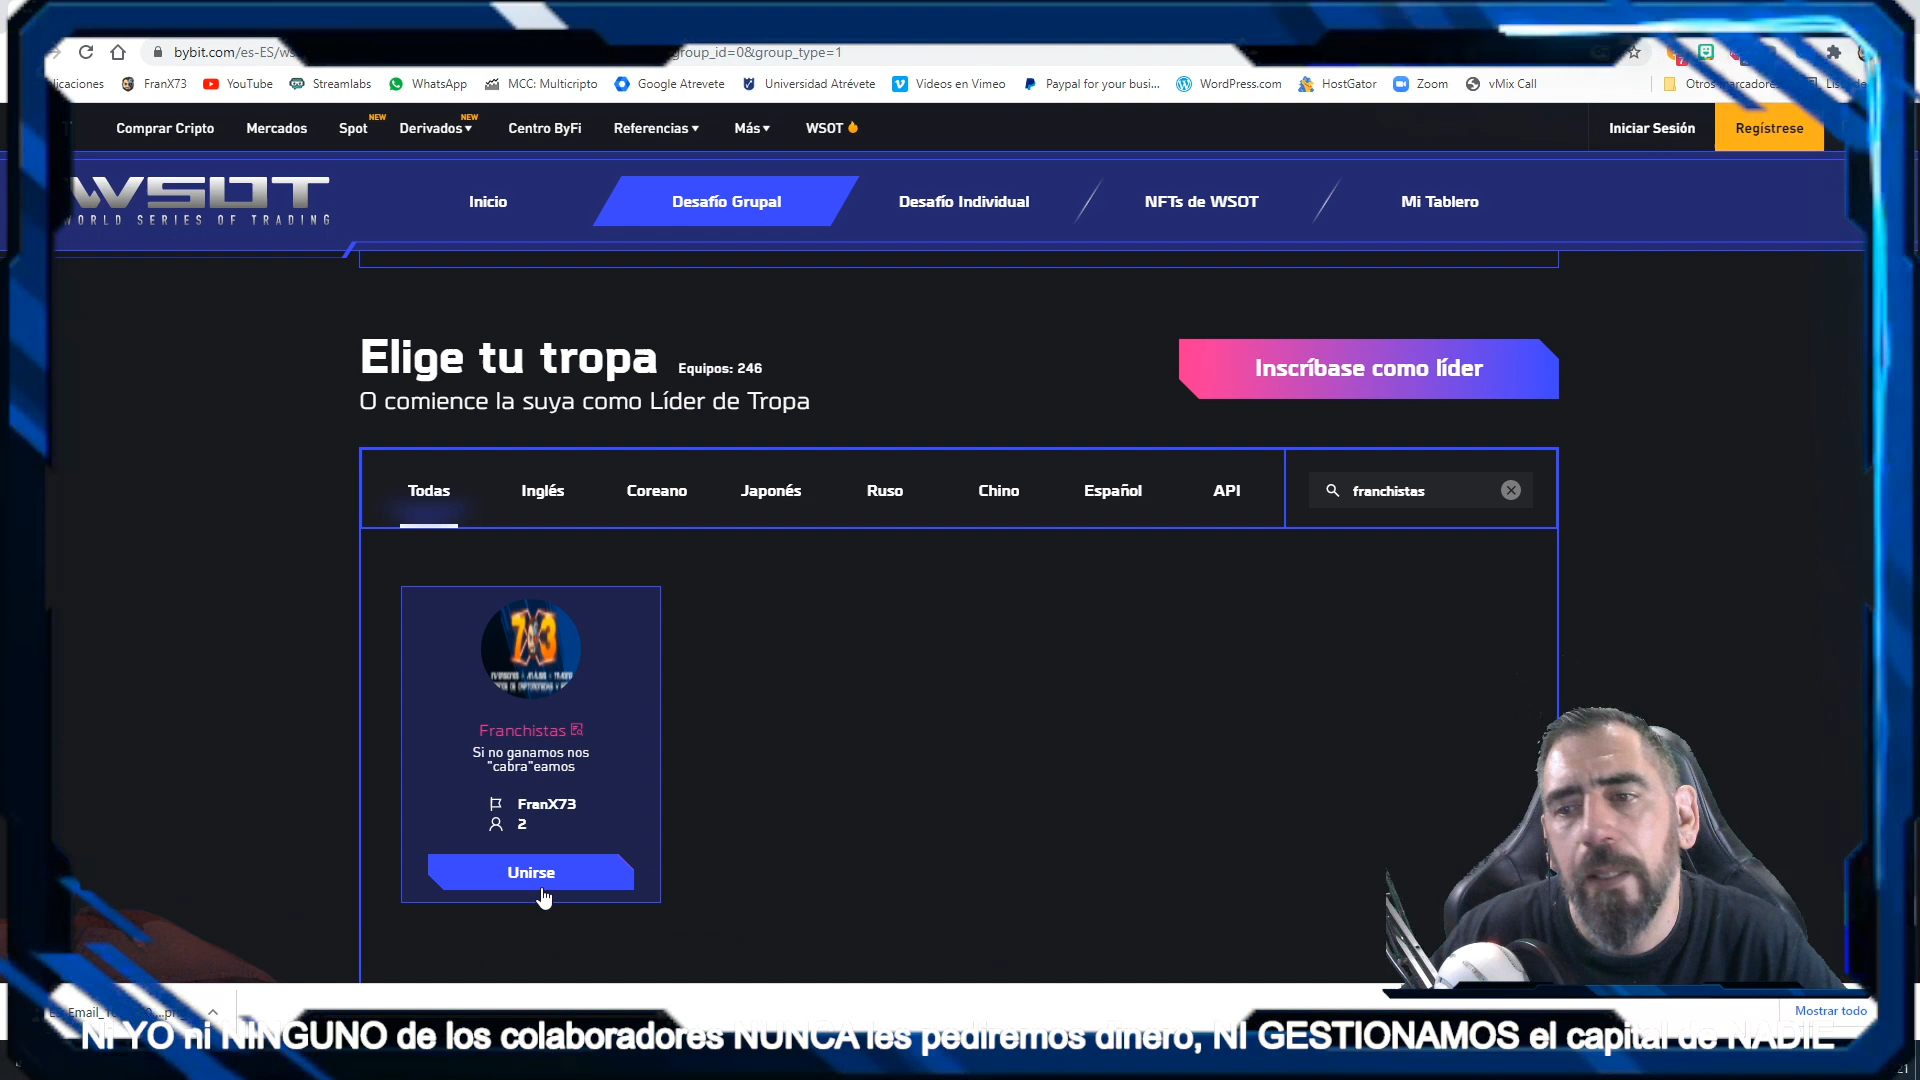 bybit.com/es-ES/ws
group_id=0&group_type=1
licaciones
FranX73
YouTube
Streamlabs
WhatsApp
MCC: Multicripto
Google Atrevete
Universidad Atrévete
Videos en Vimeo
Paypal for your busi...
WordPress.com
HostGator
Zoom
vMix Call
Otros marcadores
Comprar Cripto
Mercados
Spot NEW
Derivados▾ NEW
Centro ByFi
Referencias▾
Más▾
WSOT
Iniciar Sesión
Regístrese
WSOT
WORLD SERIES OF TRADING
Inicio
Desafío Grupal
Desafío Individual
NFTs de WSOT
Mi Tablero
Elige tu tropa
Equipos: 246
O comience la suya como Líder de Tropa
Inscríbase como líder
Todas
Inglés
Coreano
Japonés
Ruso
Chino
Español
API
franchistas
7X3
Franchistas
Si no ganamos nos
"cabra"eamos
FranX73
2
Unirse
Mostrar todo
Ni YO ni NINGUNO de los colaboradores NUNCA les pediremos dinero, NI GESTIONAMOS el capital de NADIE